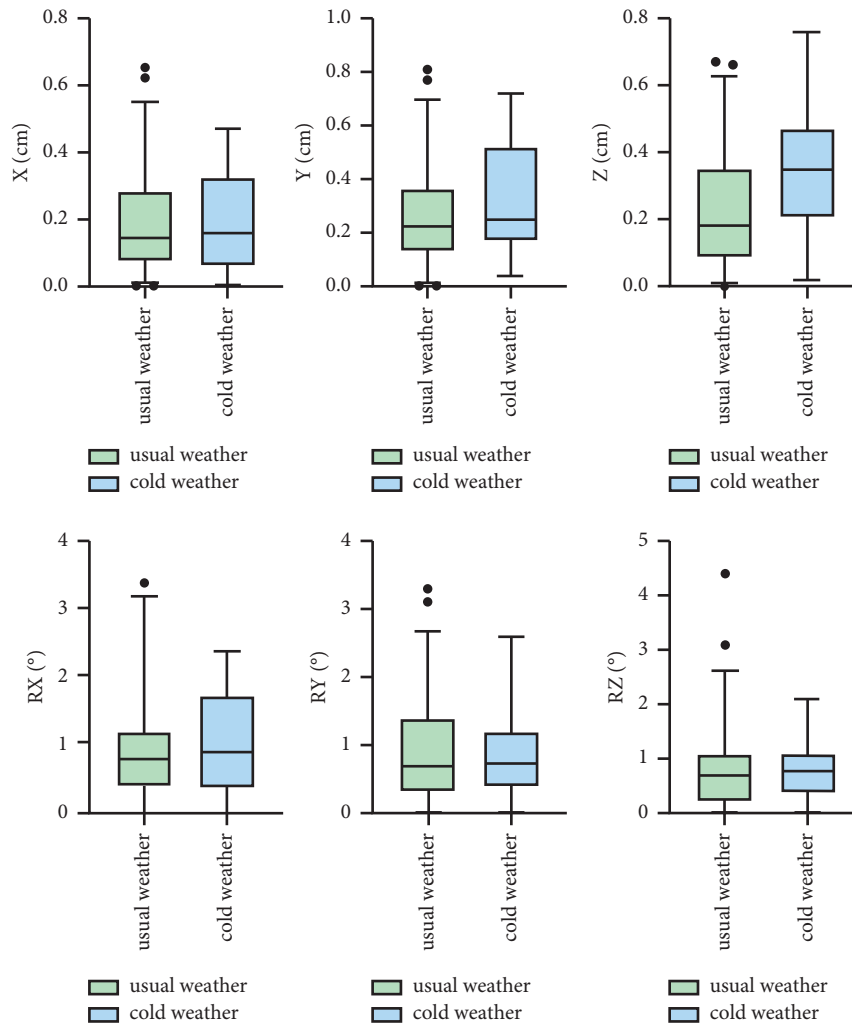 0.8
0.6
0.4
0.2
0.0
X (cm)
usual weather
cold weather
usual weather
cold weather
1.0
0.8
0.6
0.4
0.2
0.0
Y (cm)
usual weather
cold weather
usual weather
cold weather
0.8
0.6
0.4
0.2
0.0
Z (cm)
usual weather
cold weather
usual weather
cold weather
4
3
2
1
0
RX (°)
usual weather
cold weather
usual weather
cold weather
4
3
2
1
0
RY (°)
usual weather
cold weather
usual weather
cold weather
5
4
3
2
1
0
RZ (°)
usual weather
cold weather
usual weather
cold weather